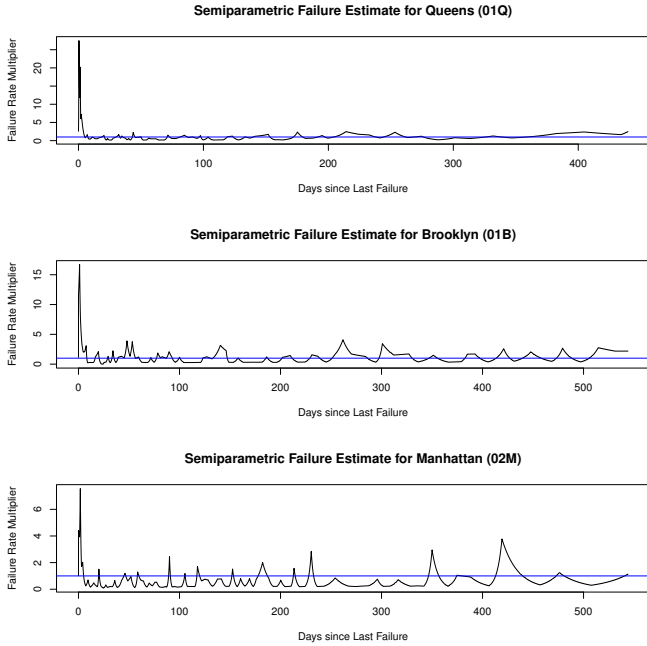 Semiparametric Failure Estimate for Queens (01Q)
Failure Rate Multiplier
20
10
5
0
0 100 200 300 400
Days since Last Failure
Semiparametric Failure Estimate for Brooklyn (01B)
Failure Rate Multiplier
15
10
5
0
0 100 200 300 400 500
Days since Last Failure
Semiparametric Failure Estimate for Manhattan (02M)
Failure Rate Multiplier
6
4
2
0
0 100 200 300 400 500
Days since Last Failure